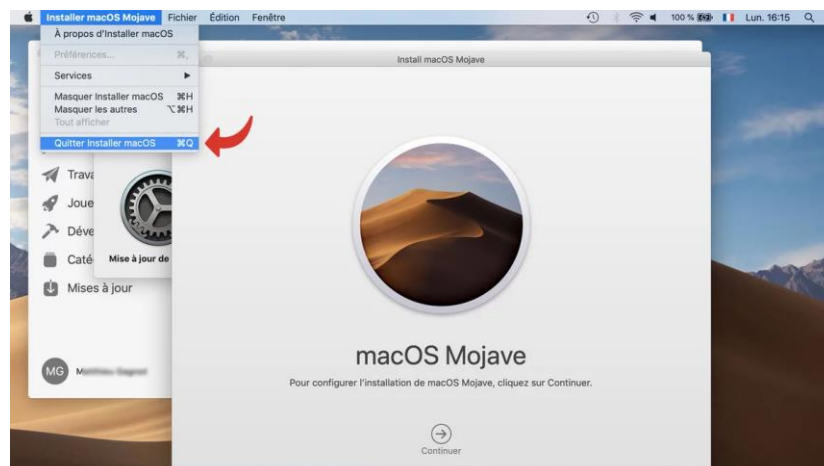 Installer macOS Mojave Fichier Édition Fenêtre 100 % Lun. 16:15
À propos d'Installer macOS
Préférences... ⌘,
Services
Masquer Installer macOS ⌘H
Masquer les autres ⌥⌘H
Tout afficher
Quitter Installer macOS ⌘Q
Install macOS Mojave
Trava
Joue
Déve
Caté
Mises à jour
Mise à jour de
MG
macOS Mojave
Pour configurer l'installation de macOS Mojave, cliquez sur Continuer.
Continuer